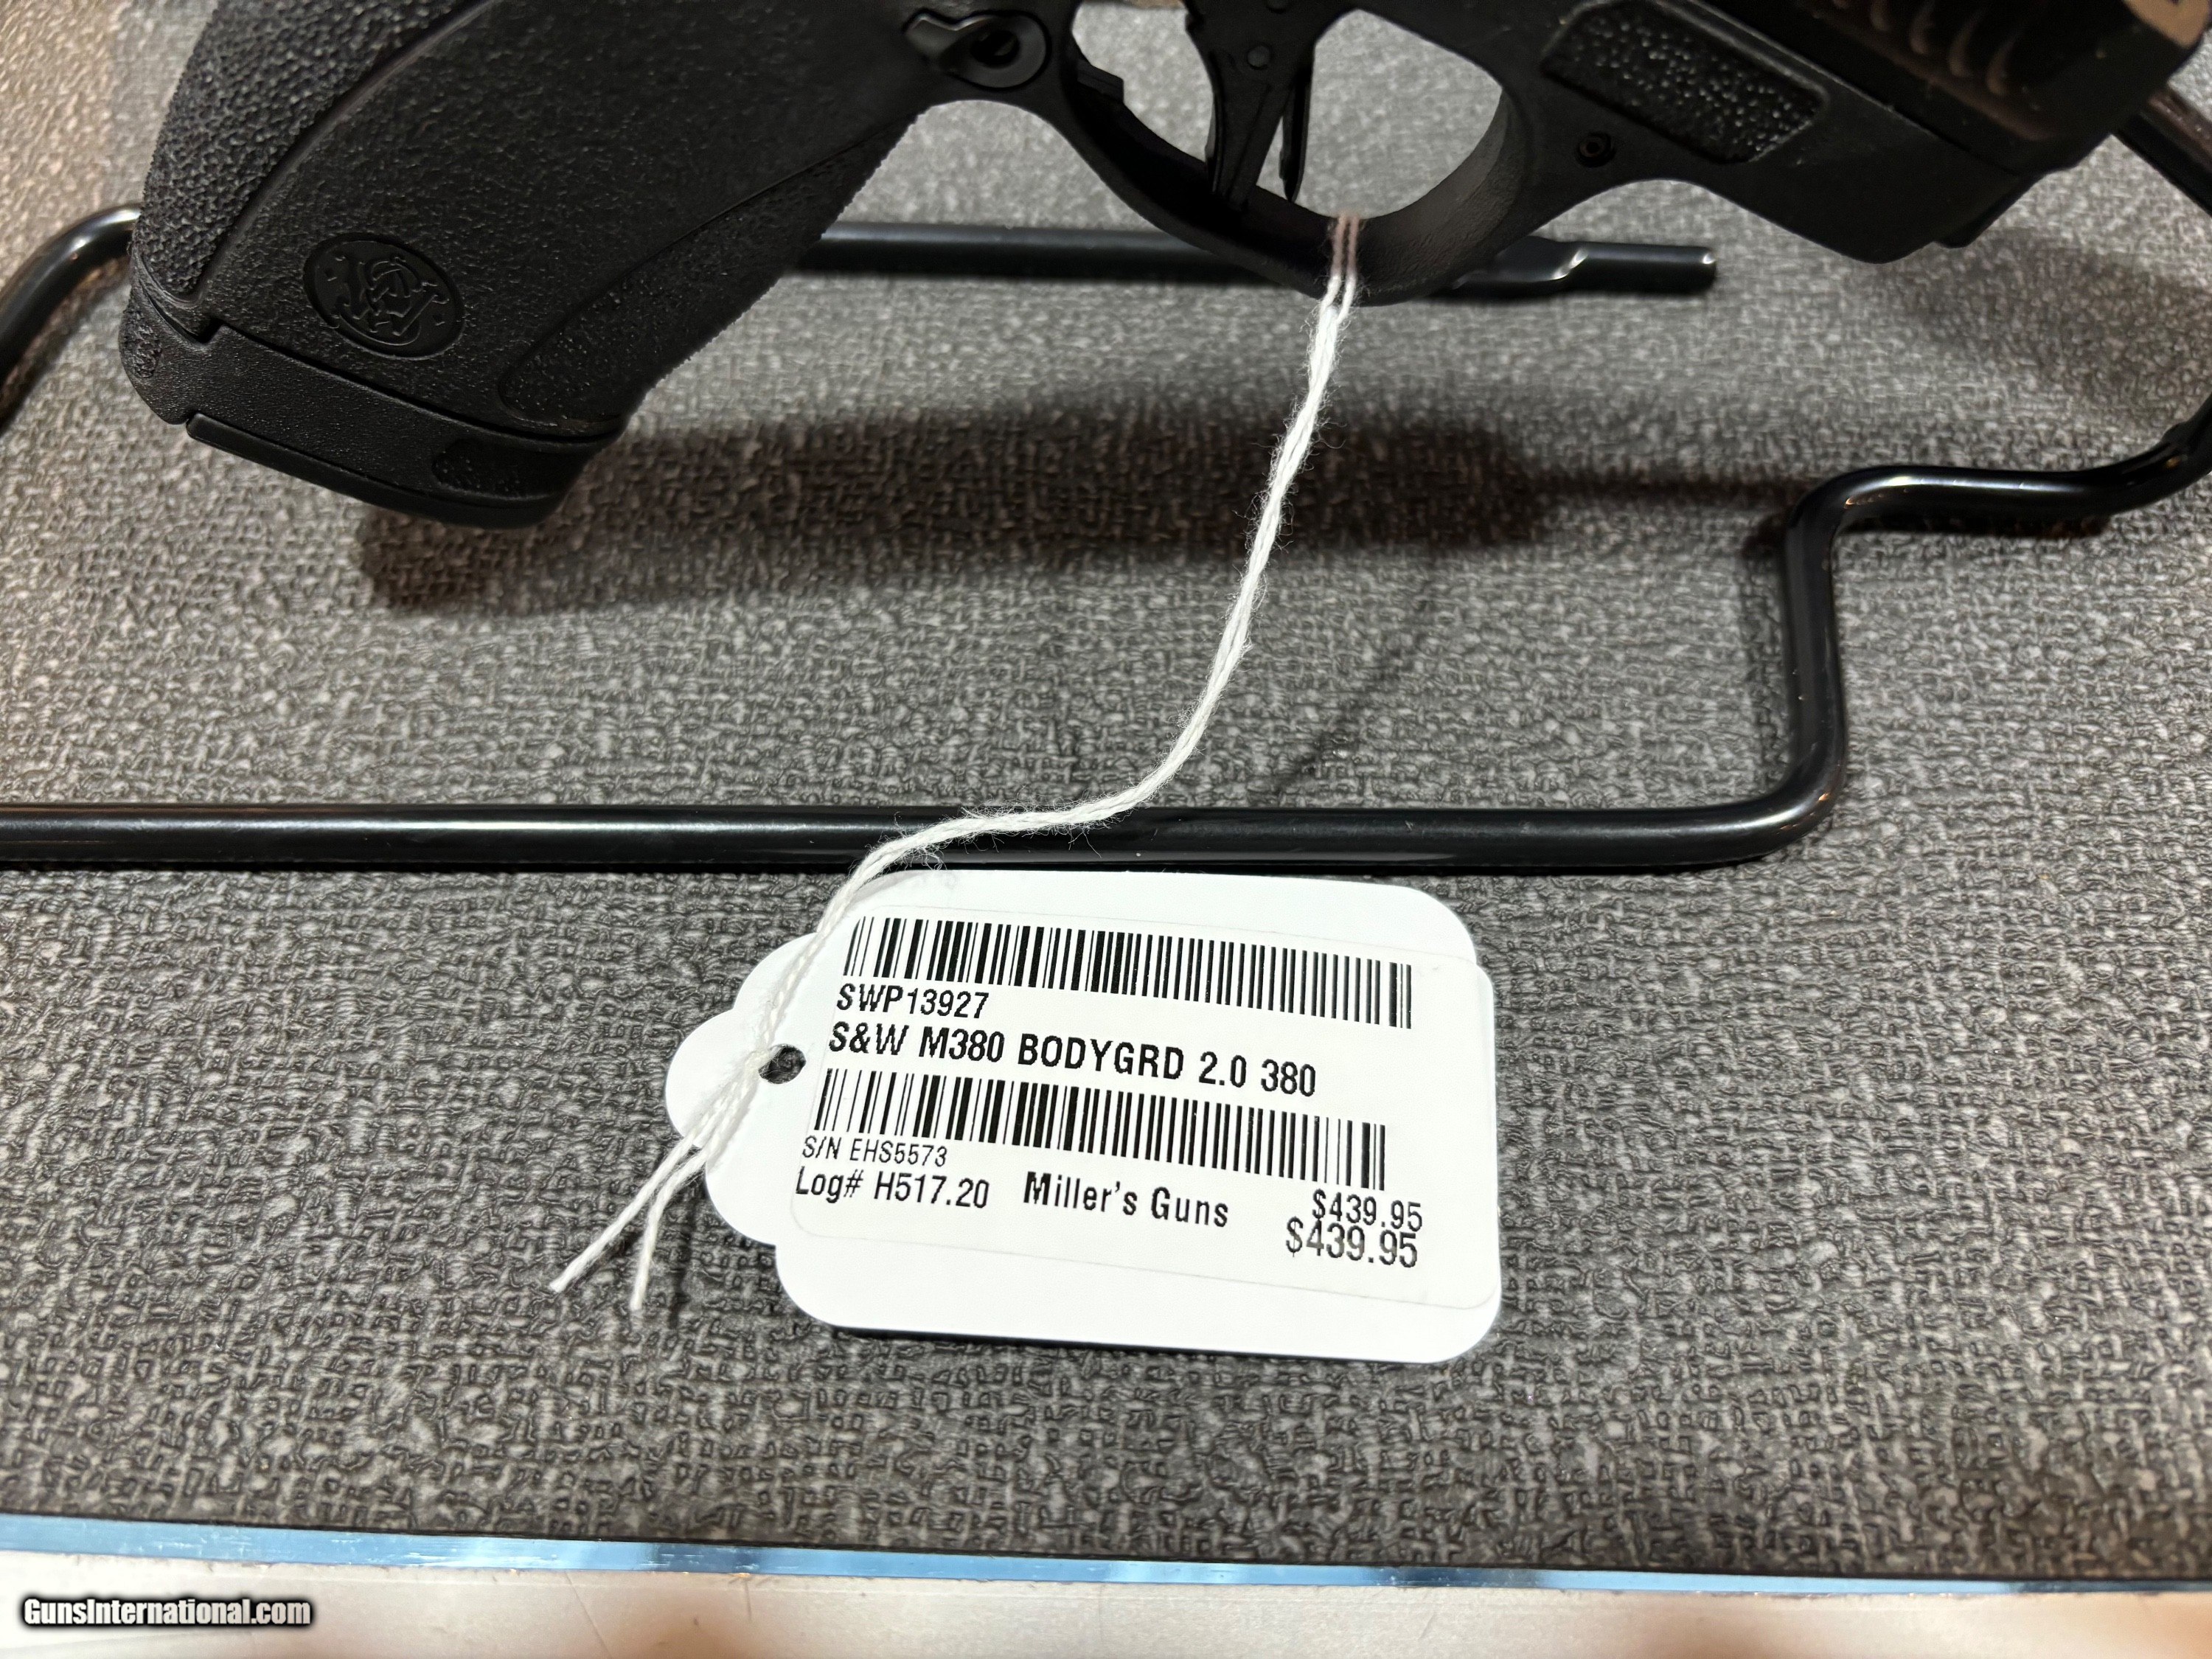 SWP13927
S&W M380 BODYGRD 2.0 380
S/N EHS5573
Log# H517.20 Miller's Guns $439.95
$439.95
GunsInternational.com